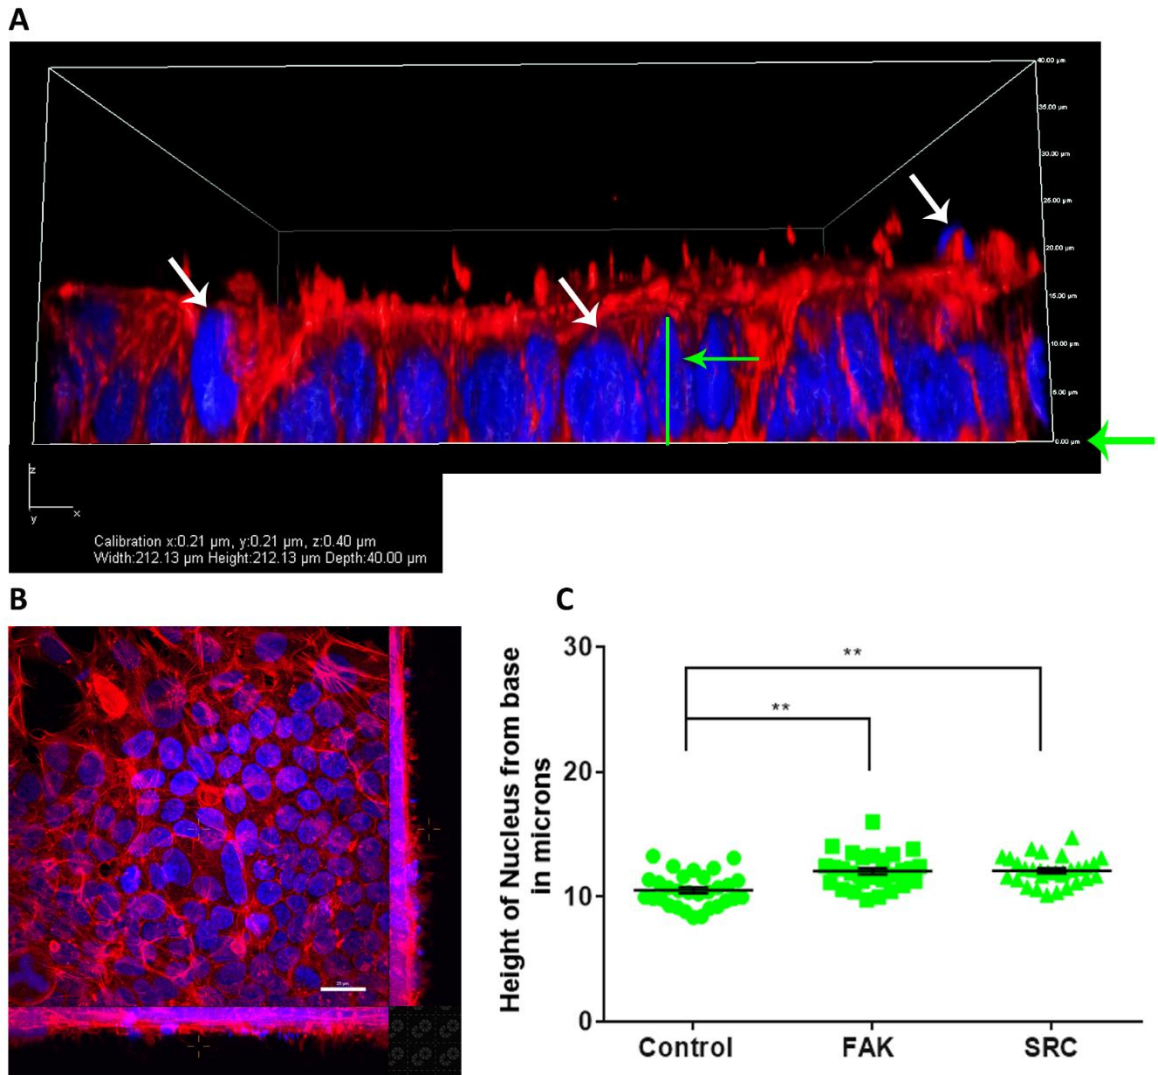 A
40.00 μm
35.00 μm
30.00 μm
25.00 μm
20.00 μm
15.00 μm
10.00 μm
5.00 μm
0.00 μm
z
y x
Calibration x:0.21 μm, y:0.21 μm, z:0.40 μm
Width:212.13 μm Height:212.13 μm Depth:40.00 μm
B
C
Height of Nucleus from base
in microns
30
20
10
0
**
**
Control FAK SRC